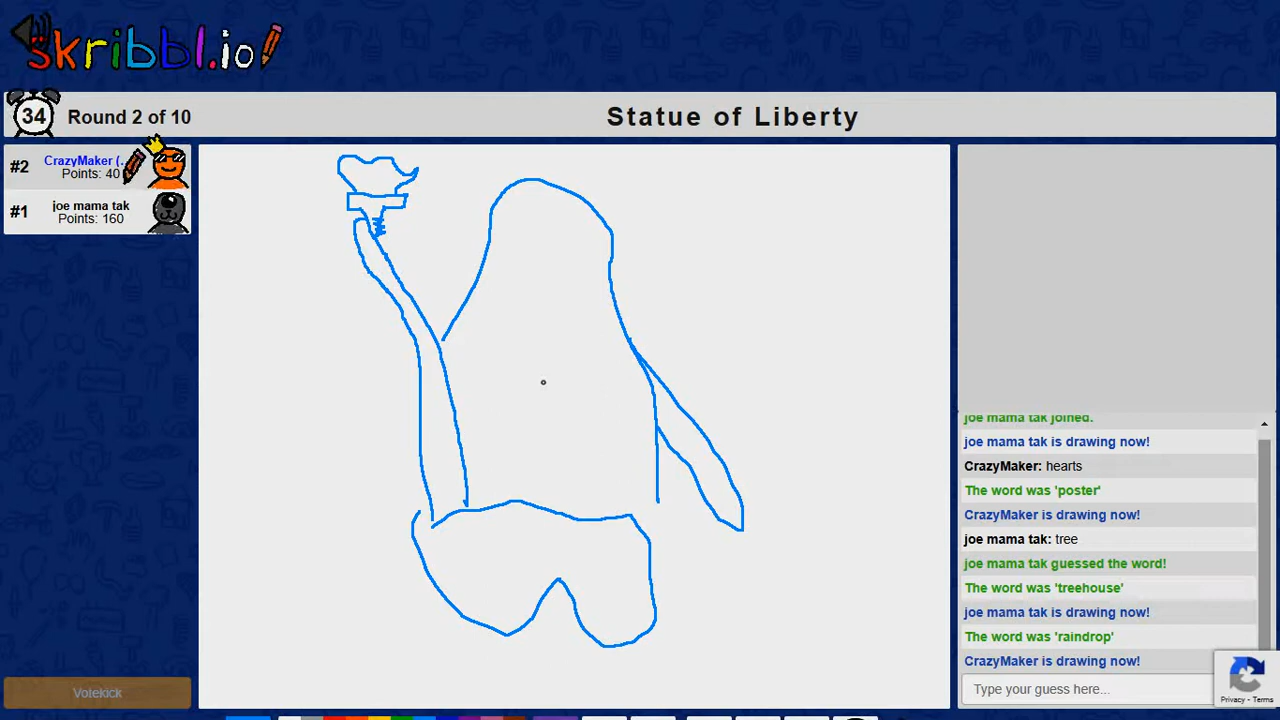 skribbl.io
34
Round 2 of 10
Statue of Liberty
#2
CrazyMaker (...
Points: 40
#1
joe mama tak
Points: 160
joe mama tak joined.
joe mama tak is drawing now!
CrazyMaker: hearts
The word was 'poster'
CrazyMaker is drawing now!
joe mama tak: tree
joe mama tak guessed the word!
The word was 'treehouse'
joe mama tak is drawing now!
The word was 'raindrop'
CrazyMaker is drawing now!
Type your guess here...
Votekick
Privacy - Terms